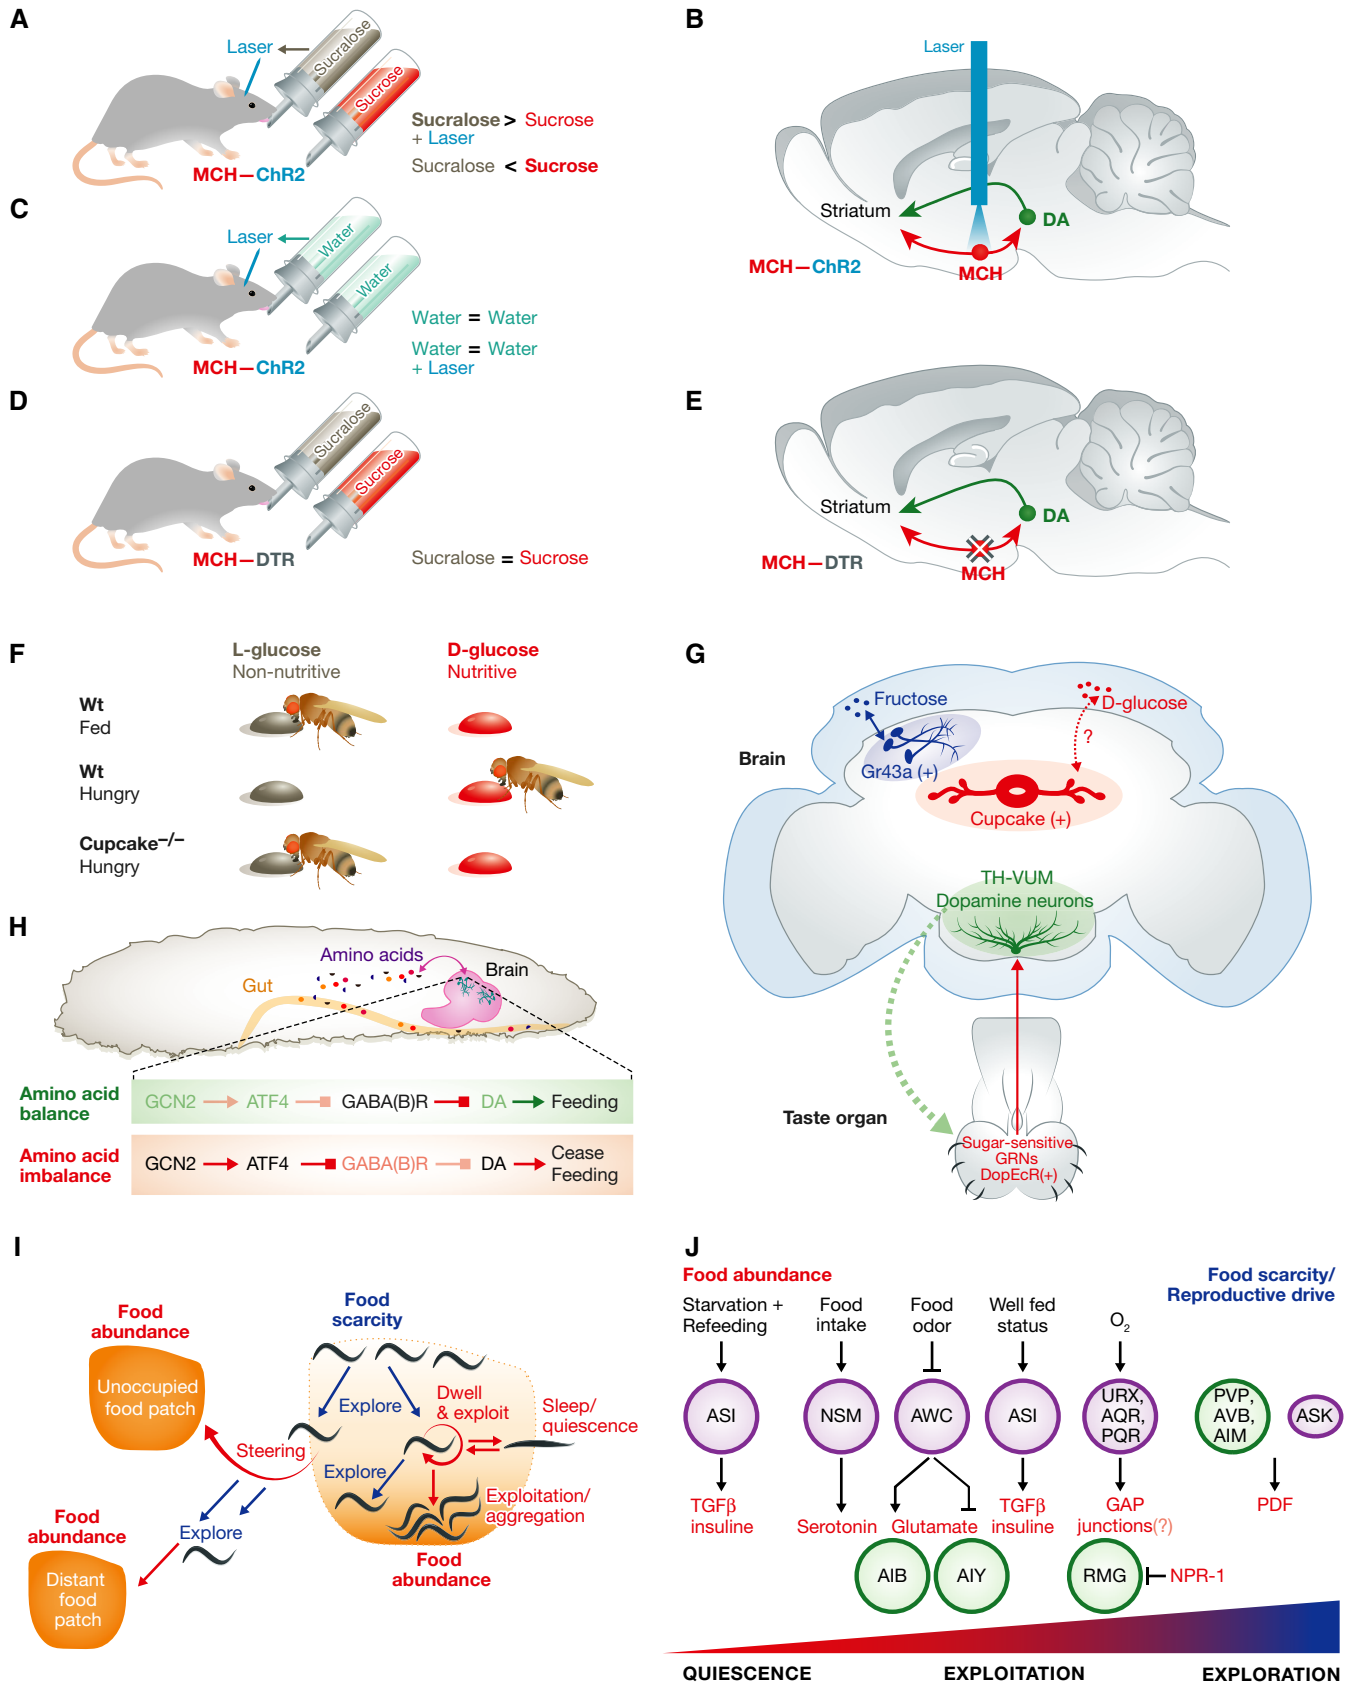 A
Laser
Sucralose
Sucrose
Sucralose > Sucrose
+ Laser
Sucralose < Sucrose
MCH—ChR2
B
Laser
Striatum
DA
MCH
MCH—ChR2
C
Laser
Water
Water
Water = Water
Water = Water
+ Laser
MCH—ChR2
D
Sucralose
Sucrose
MCH—DTR
Sucralose = Sucrose
E
Striatum
DA
MCH
MCH—DTR
F
L-glucose
Non-nutritive
D-glucose
Nutritive
Wt
Fed
Wt
Hungry
Cupcake–/–
Hungry
G
Fructose
D-glucose
?
Brain
Gr43a (+)
Cupcake (+)
TH-VUM
Dopamine neurons
Taste organ
Sugar-sensitive
GRNs
DopEcR(+)
H
Amino acids
Brain
Gut
Amino acid
balance
GCN2 ATF4 GABA(B)R DA Feeding
Amino acid
imbalance
GCN2 ATF4 GABA(B)R DA Cease
Feeding
I
Food
scarcity
Food
abundance
Unoccupied
food patch
Explore
Dwell
& exploit
Sleep/
quiescence
Steering
Explore
Exploitation/
aggregation
Food
abundance
Explore
Food
abundance
Distant
food
patch
J
Food abundance
Food scarcity/
Reproductive drive
Starvation +
Refeeding
Food
intake
Food
odor
Well fed
status
O2
ASI
NSM
AWC
ASI
URX,
AQR,
PQR
PVP,
AVB,
AIM
ASK
TGFβ
insuline
Serotonin
Glutamate
TGFβ
insuline
GAP
junctions(?)
PDF
AIB
AIY
RMG
NPR-1
QUIESCENCE EXPLOITATION EXPLORATION